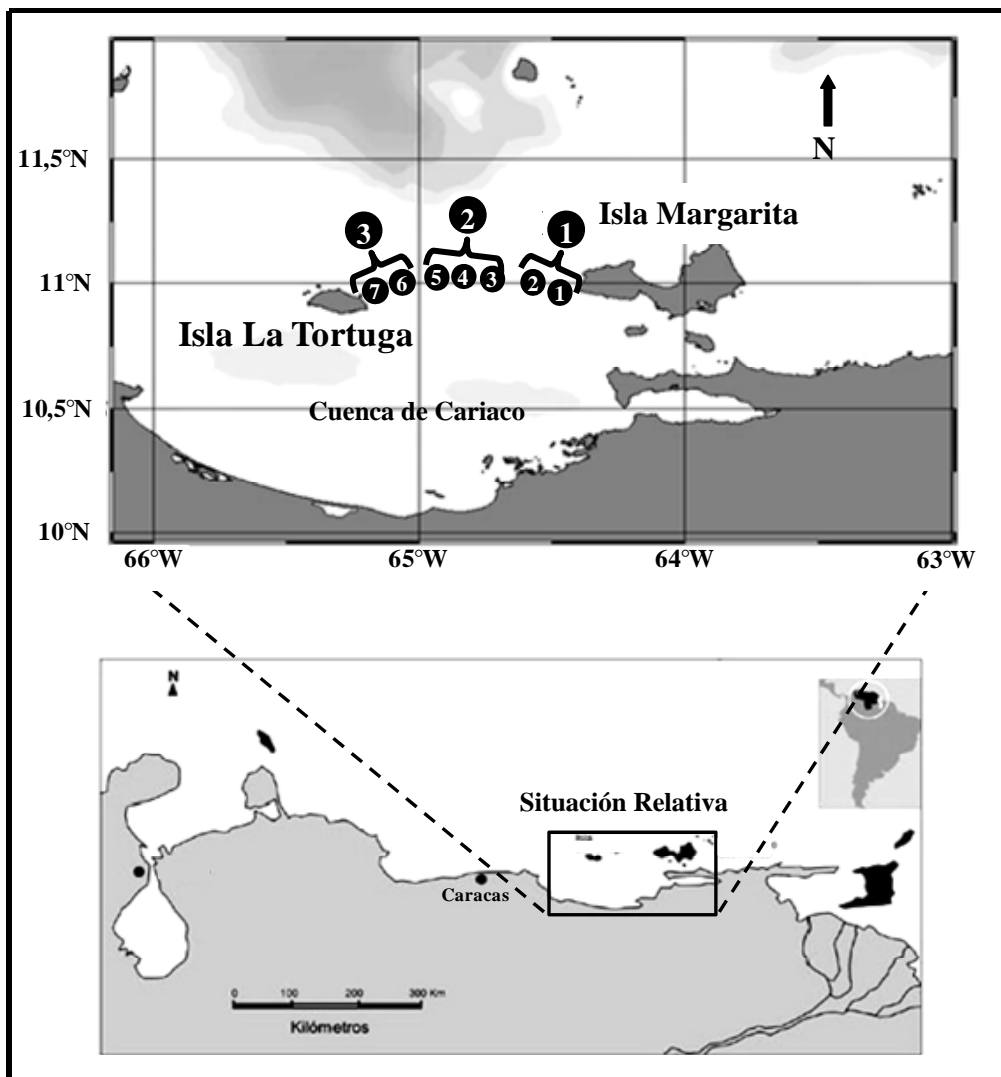 N
11,5°N
Isla Margarita
3
2
1
7 6 5 4 3 2 1
11°N
Isla La Tortuga
10,5°N
Cuenca de Cariaco
10°N
66°W 65°W 64°W 63°W
N
Situación Relativa
Caracas
0 100 200 300 Km
Kilómetros